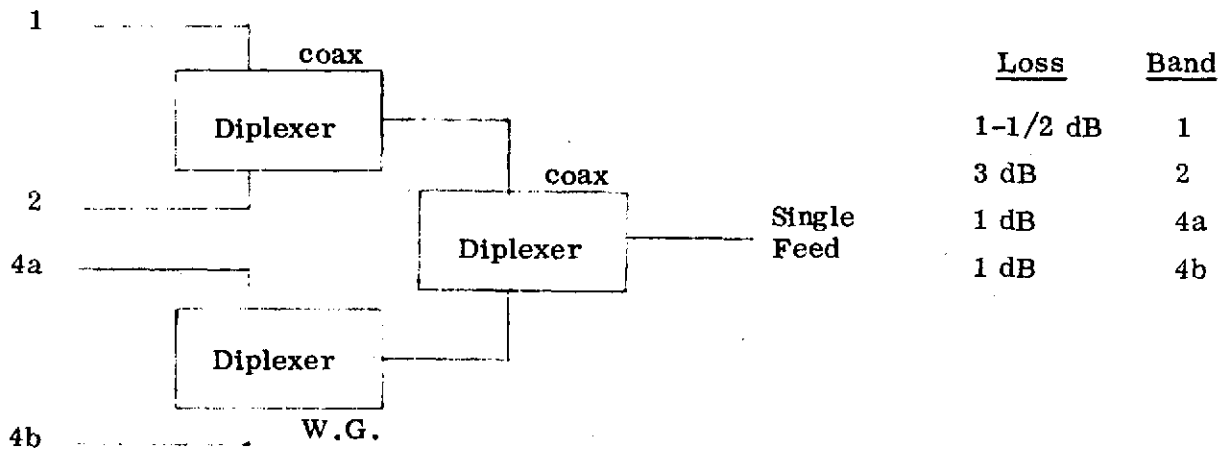 1
coax
Diplexer
2
4a
Diplexer
W.G.
4b
coax
Diplexer
Single
Feed
Loss Band
1-1/2 dB 1
3 dB 2
1 dB 4a
1 dB 4b